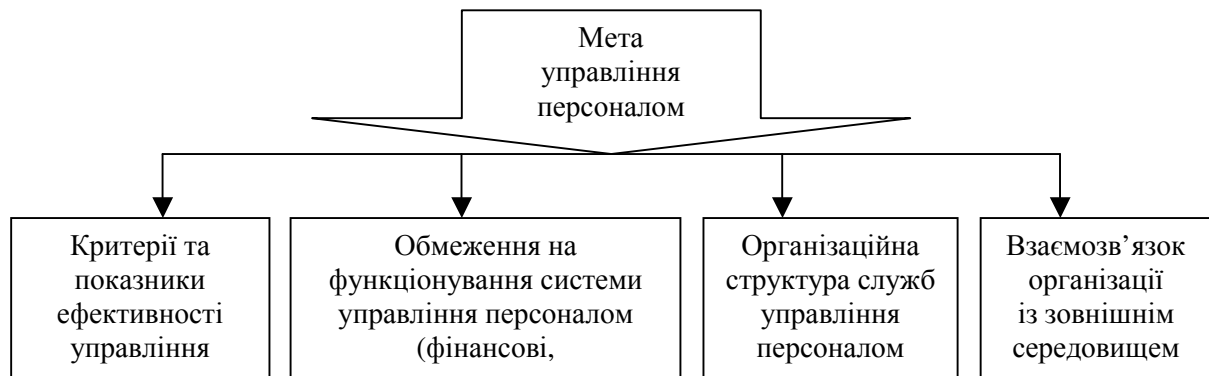 Мета
управління
персоналом
Критерії та
показники
ефективності
управління
Обмеження на
функціонування системи
управління персоналом
(фінансові,
Організаційна
структура служб
управління
персоналом
Взаємозв’язок
організації
із зовнішнім
середовищем